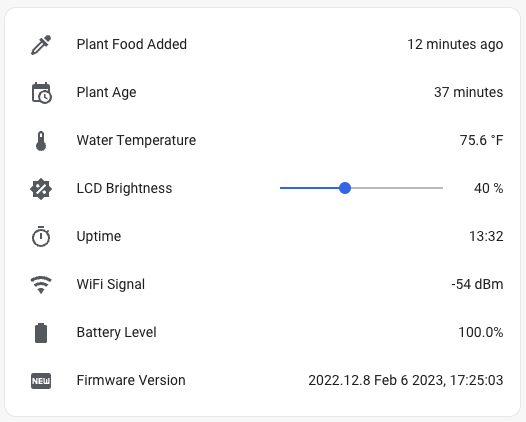 Plant Food Added 12 minutes ago
Plant Age 37 minutes
Water Temperature 75.6 °F
LCD Brightness 40 %
Uptime 13:32
WiFi Signal -54 dBm
Battery Level 100.0%
NEW Firmware Version 2022.12.8 Feb 6 2023, 17:25:03